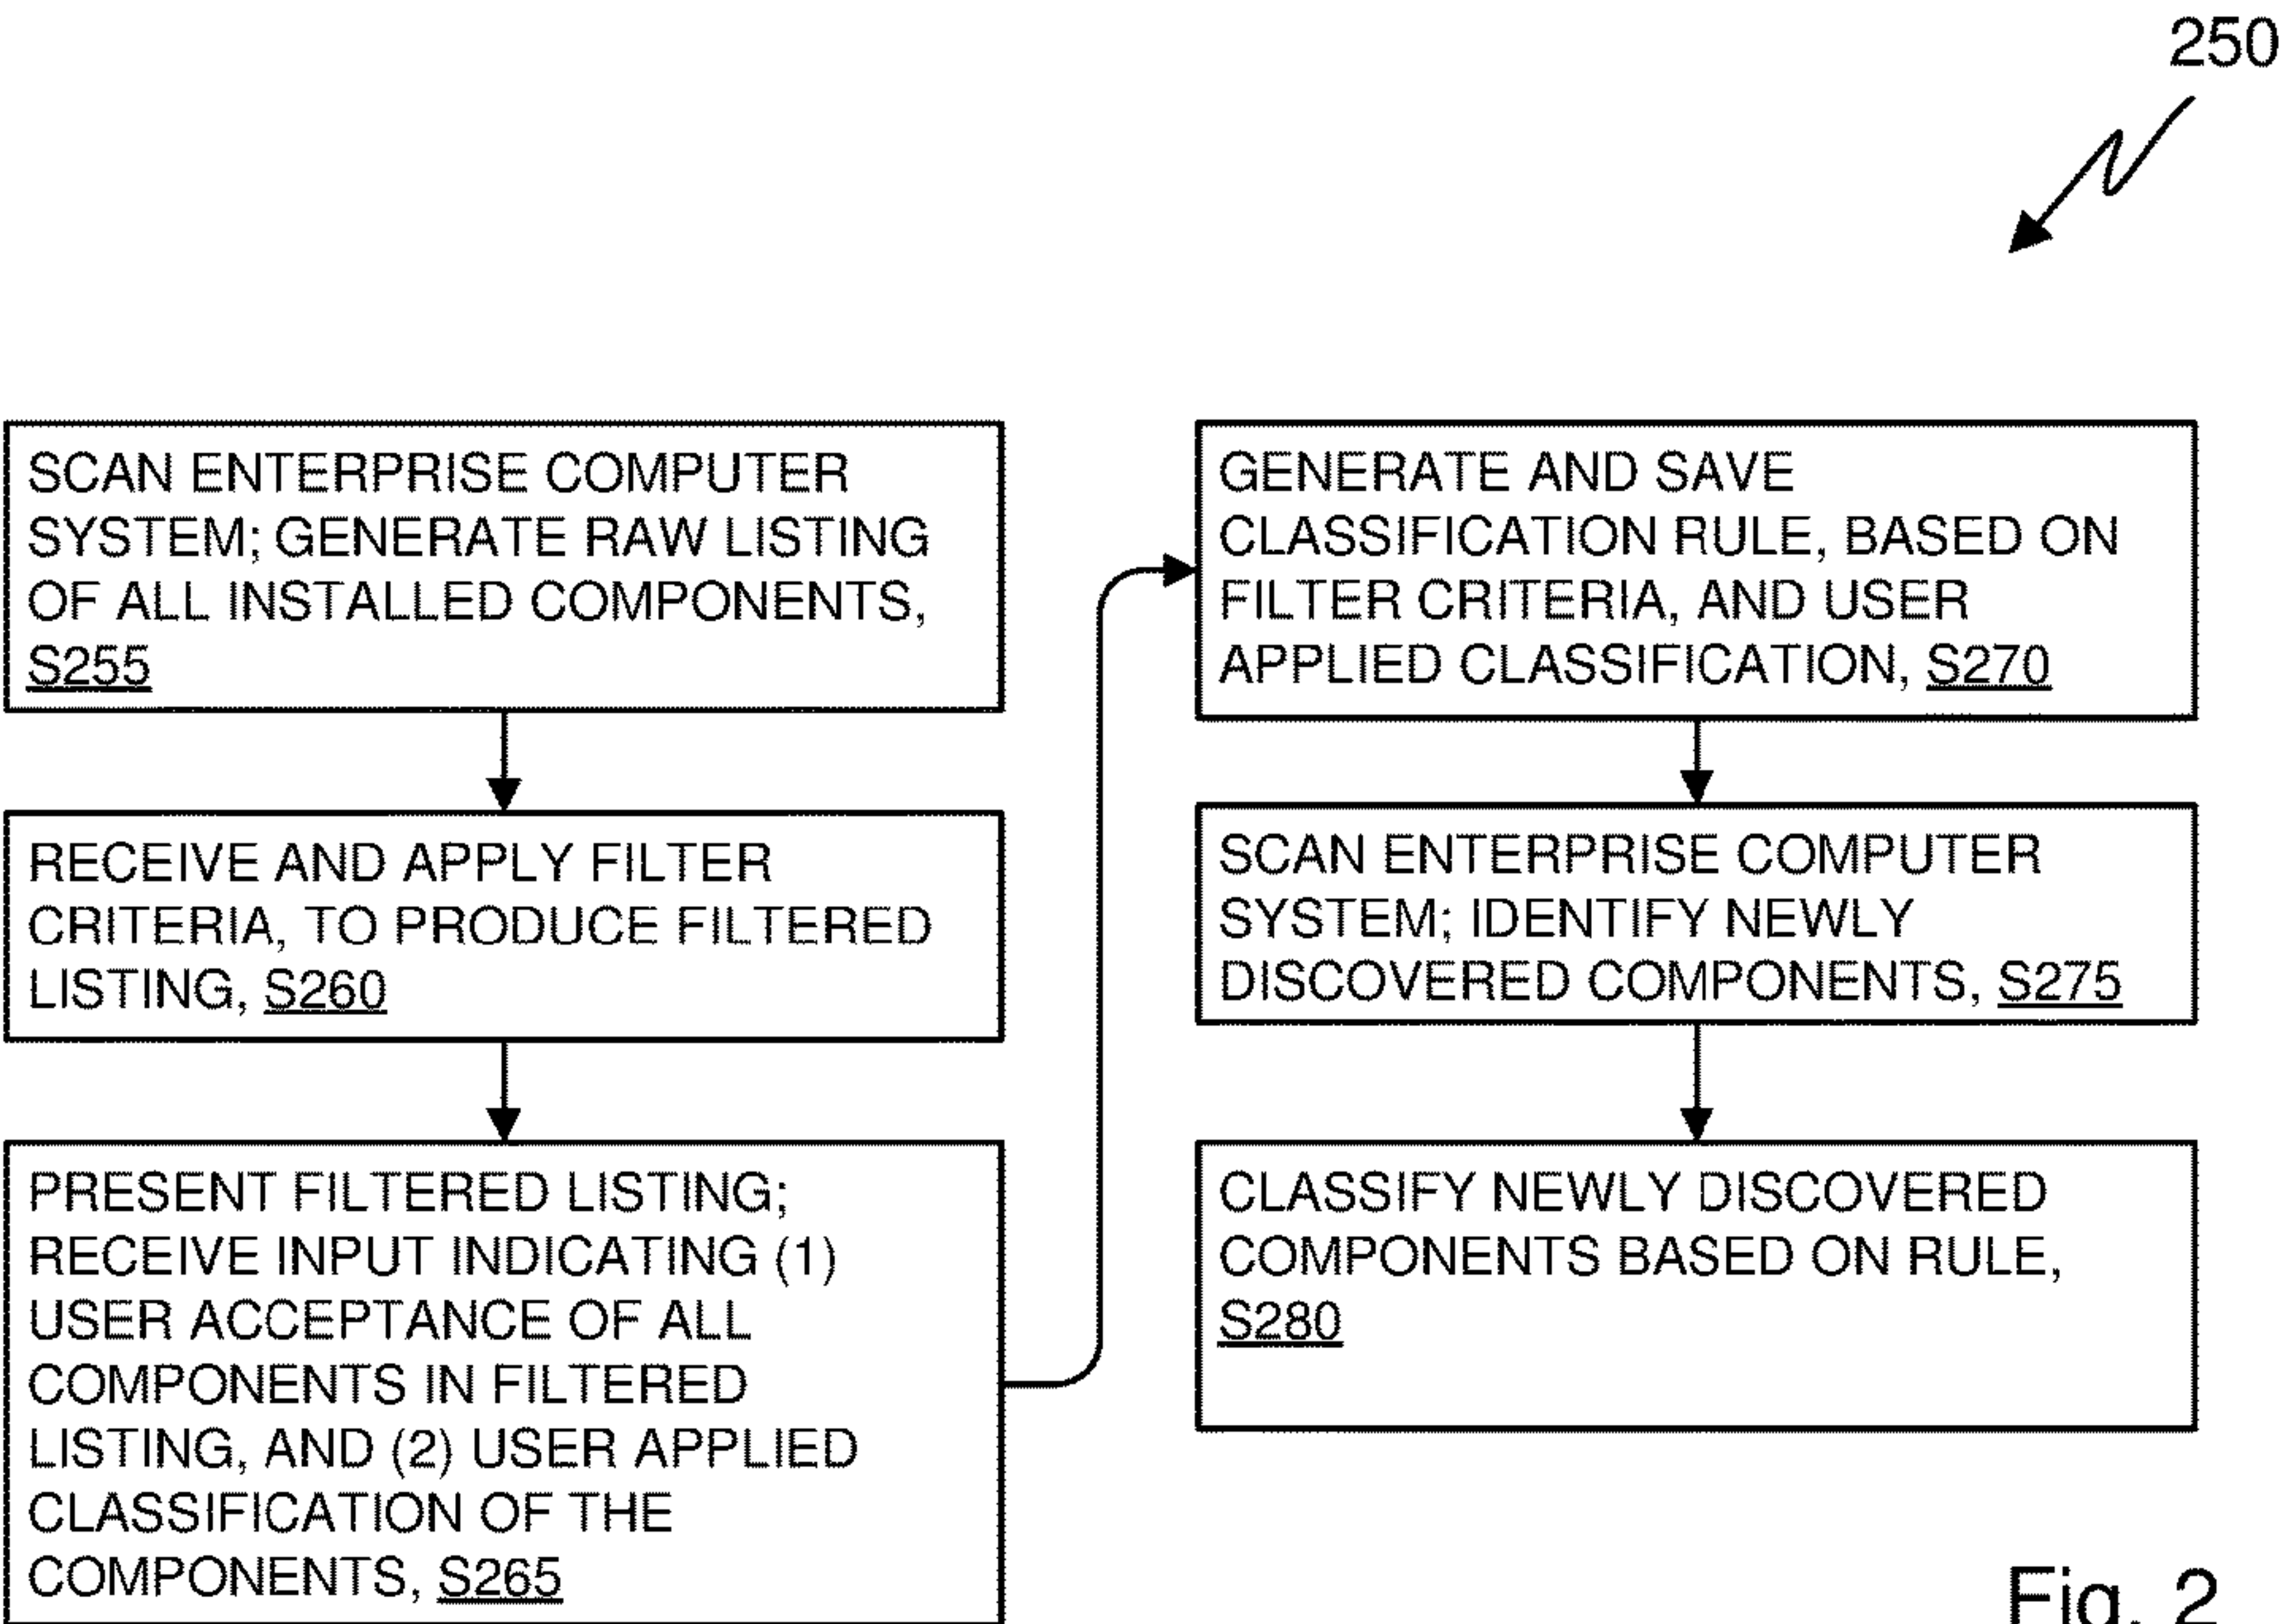 250
SCAN ENTERPRISE COMPUTER
SYSTEM; GENERATE RAW LISTING
OF ALL INSTALLED COMPONENTS,
S255
RECEIVE AND APPLY FILTER
CRITERIA, TO PRODUCE FILTERED
LISTING, S260
PRESENT FILTERED LISTING;
RECEIVE INPUT INDICATING (1)
USER ACCEPTANCE OF ALL
COMPONENTS IN FILTERED
LISTING, AND (2) USER APPLIED
CLASSIFICATION OF THE
COMPONENTS, S265
GENERATE AND SAVE
CLASSIFICATION RULE, BASED ON
FILTER CRITERIA, AND USER
APPLIED CLASSIFICATION, S270
SCAN ENTERPRISE COMPUTER
SYSTEM; IDENTIFY NEWLY
DISCOVERED COMPONENTS, S275
CLASSIFY NEWLY DISCOVERED
COMPONENTS BASED ON RULE,
S280
Fig. 2